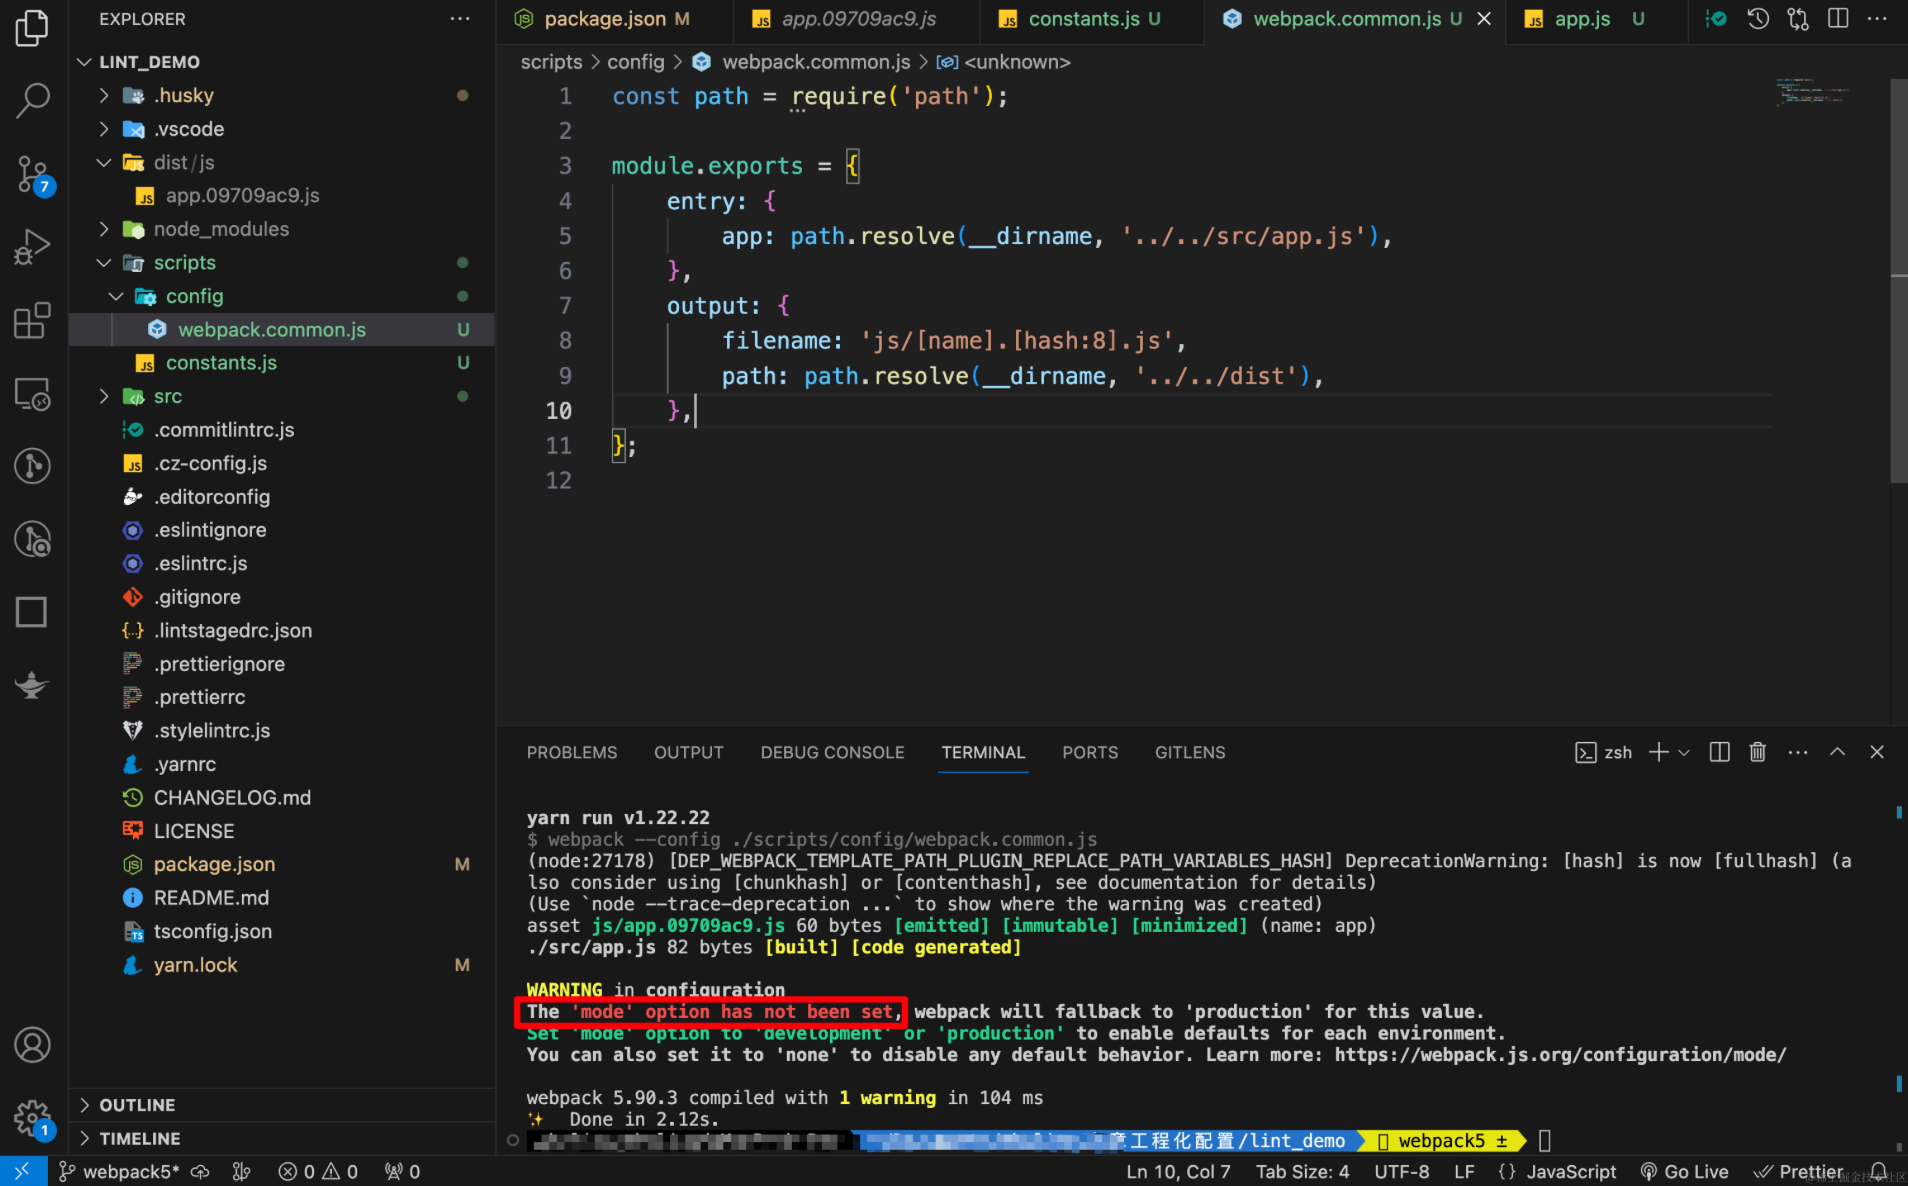 EXPLORER
LINT_DEMO
.husky
.vscode
dist/js
app.09709ac9.js
node_modules
scripts
config
webpack.common.js U
constants.js U
src
.commitlintrc.js
.cz-config.js
.editorconfig
.eslintignore
.eslintrc.js
.gitignore
.lintstagedrc.json
.prettierignore
.prettierrc
.stylelintrc.js
.yarnrc
CHANGELOG.md
LICENSE
package.json M
README.md
tsconfig.json
yarn.lock M
OUTLINE
TIMELINE
7
1
package.json M app.09709ac9.js constants.js U webpack.common.js U app.js U
scripts > config > webpack.common.js > <unknown>
1 const path = require('path');
2
3 module.exports = {
4 entry: {
5 app: path.resolve(__dirname, '../../src/app.js'),
6 },
7 output: {
8 filename: 'js/[name].[hash:8].js',
9 path: path.resolve(__dirname, '../../dist'),
10 },
11 };
12
PROBLEMS OUTPUT DEBUG CONSOLE TERMINAL PORTS GITLENS zsh
yarn run v1.22.22
$ webpack --config ./scripts/config/webpack.common.js
(node:27178) [DEP_WEBPACK_TEMPLATE_PATH_PLUGIN_REPLACE_PATH_VARIABLES_HASH] DeprecationWarning: [hash] is now [fullhash] (a
lso consider using [chunkhash] or [contenthash], see documentation for details)
(Use `node --trace-deprecation ...` to show where the warning was created)
asset js/app.09709ac9.js 60 bytes [emitted] [immutable] [minimized] (name: app)
./src/app.js 82 bytes [built] [code generated]
WARNING in configuration
The 'mode' option has not been set, webpack will fallback to 'production' for this value.
Set 'mode' option to 'development' or 'production' to enable defaults for each environment.
You can also set it to 'none' to disable any default behavior. Learn more: https://webpack.js.org/configuration/mode/
webpack 5.90.3 compiled with 1 warning in 104 ms
✨ Done in 2.12s.
工程化配置/lint_demo webpack5 ±
webpack5* 0 0 0 Ln 10, Col 7 Tab Size: 4 UTF-8 LF {} JavaScript Go Live Prettier